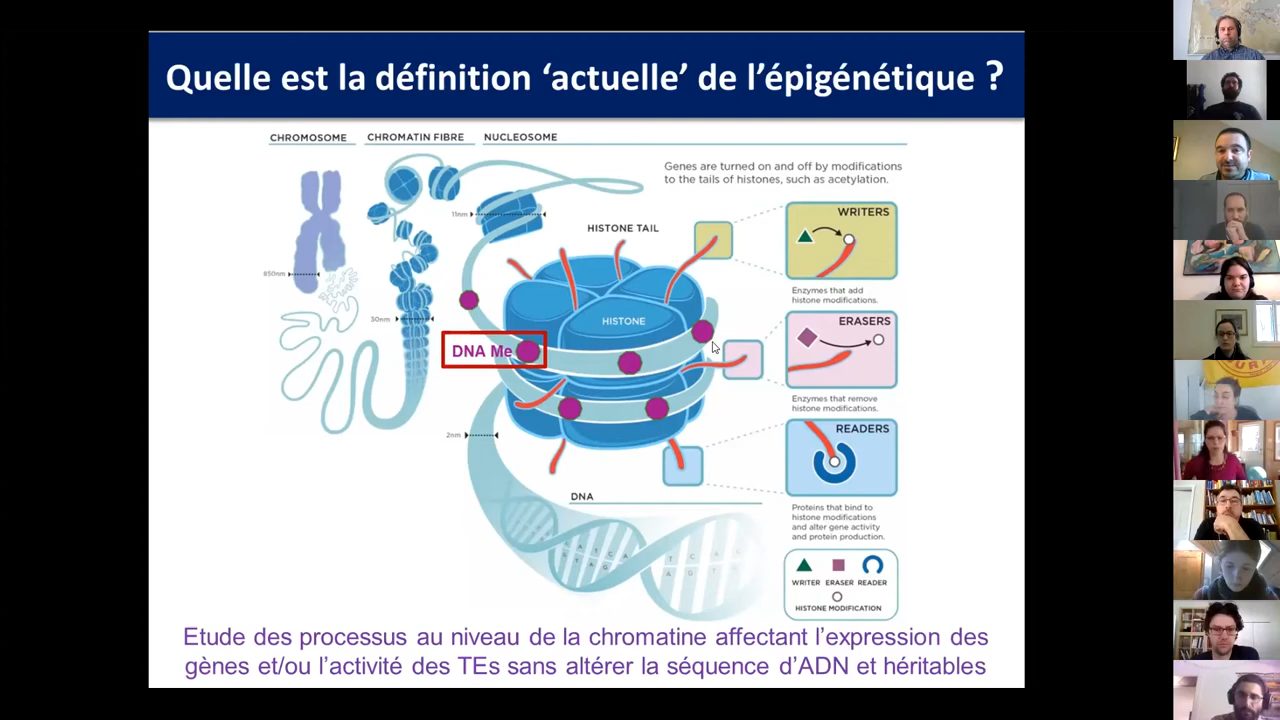 Quelle est la définition ‘actuelle’ de l’épigénétique ?
CHROMOSOME
CHROMATIN FIBRE
NUCLEOSOME
Genes are turned on and off by modifications
to the tails of histones, such as acetylation.
11nm
HISTONE TAIL
WRITERS
850nm
Enzymes that add
histone modifications.
30nm
HISTONE
ERASERS
DNA Me
Enzymes that remove
histone modifications.
2nm
READERS
DNA
Proteins that bind to
histone modifications
and alter gene activity
and protein production.
WRITER ERASER READER
HISTONE MODIFICATION
Etude des processus au niveau de la chromatine affectant l’expression des
gènes et/ou l’activité des TEs sans altérer la séquence d’ADN et héritables